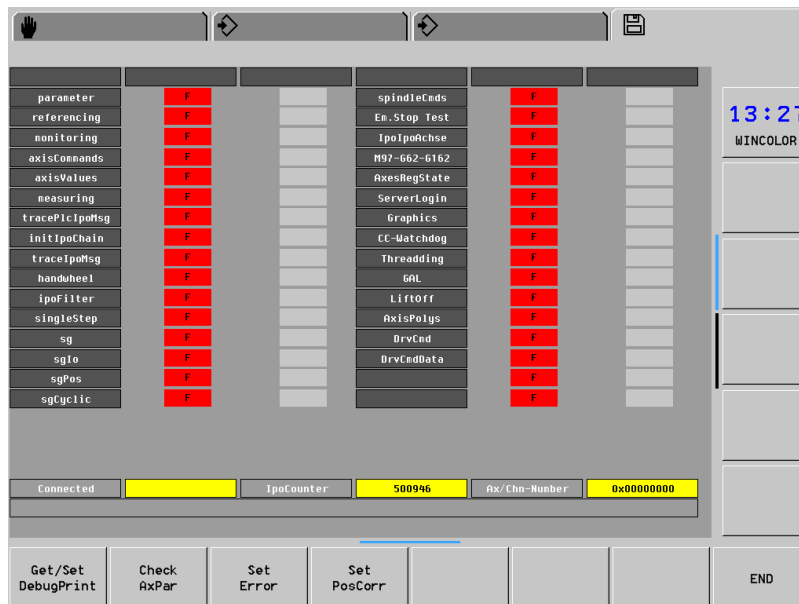 parameter F spindleCmds F
referencing F Em.Stop Test F
monitoring F IpoIpoAchse F
axisCommands F M97-G62-G162 F
axisValues F AxesRegState F
measuring F ServerLogin F
tracePlcIpoMsg F Graphics F
initIpoChain F CC-Watchdog F
traceIpoMsg F Threadding F
handwheel F GAL F
ipoFilter F LiftOff F
singleStep F AxisPolys F
sg F DrvCmd F
sgIo F DrvCmdData F
sgPos F F
sgCyclic F F
Connected IpoCounter 500946 Ax/Chn-Number 0x00000000
13:27
WINCOLOR
Get/Set Check Set Set
DebugPrint AxPar Error PosCorr
END